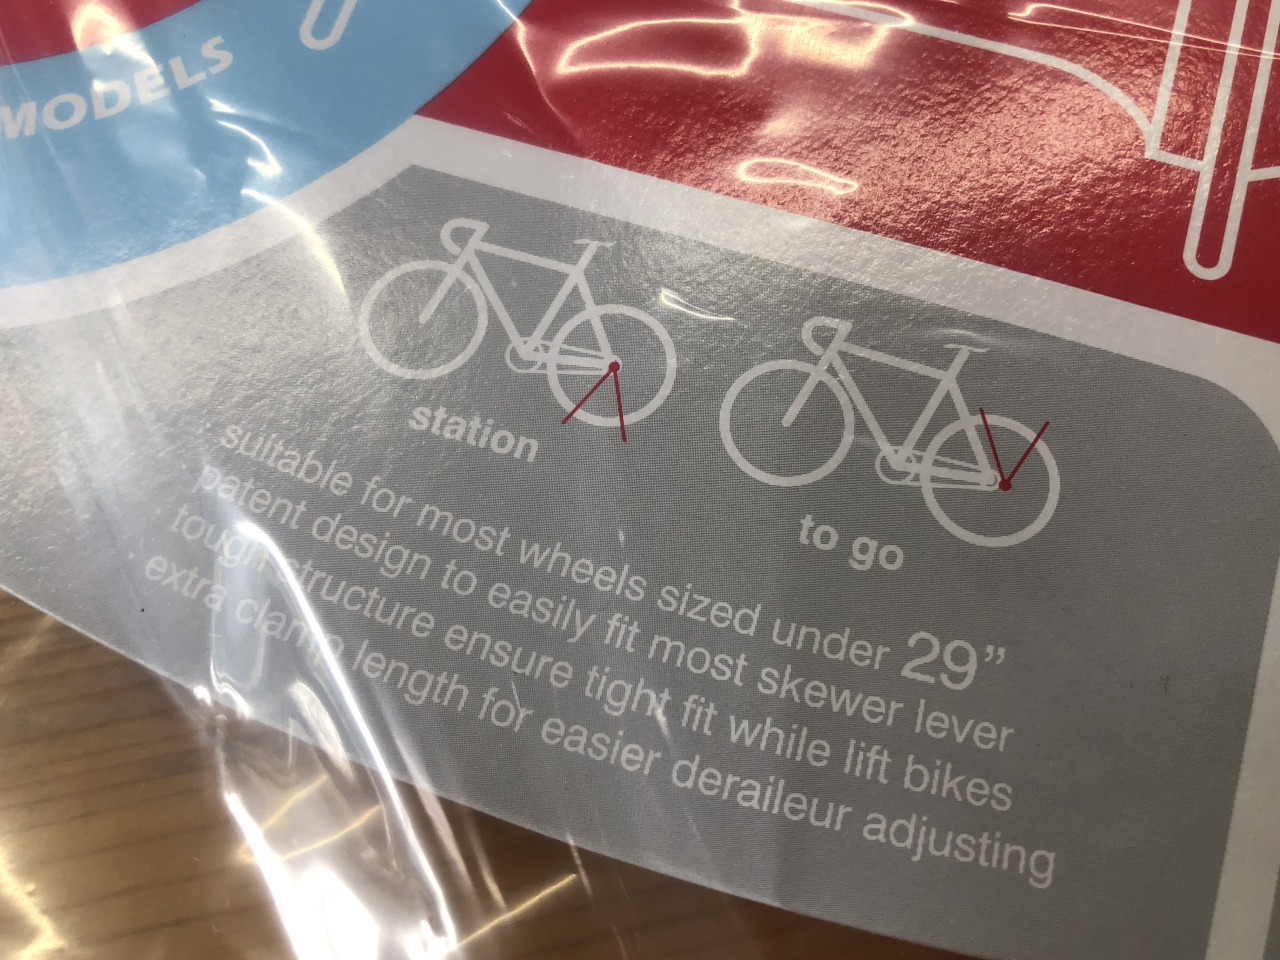 MODELS
station
to go
suitable for most wheels sized under 29”
patent design to easily fit most skewer lever
tough structure ensure tight fit while lift bikes
extra clamp length for easier deraileur adjusting